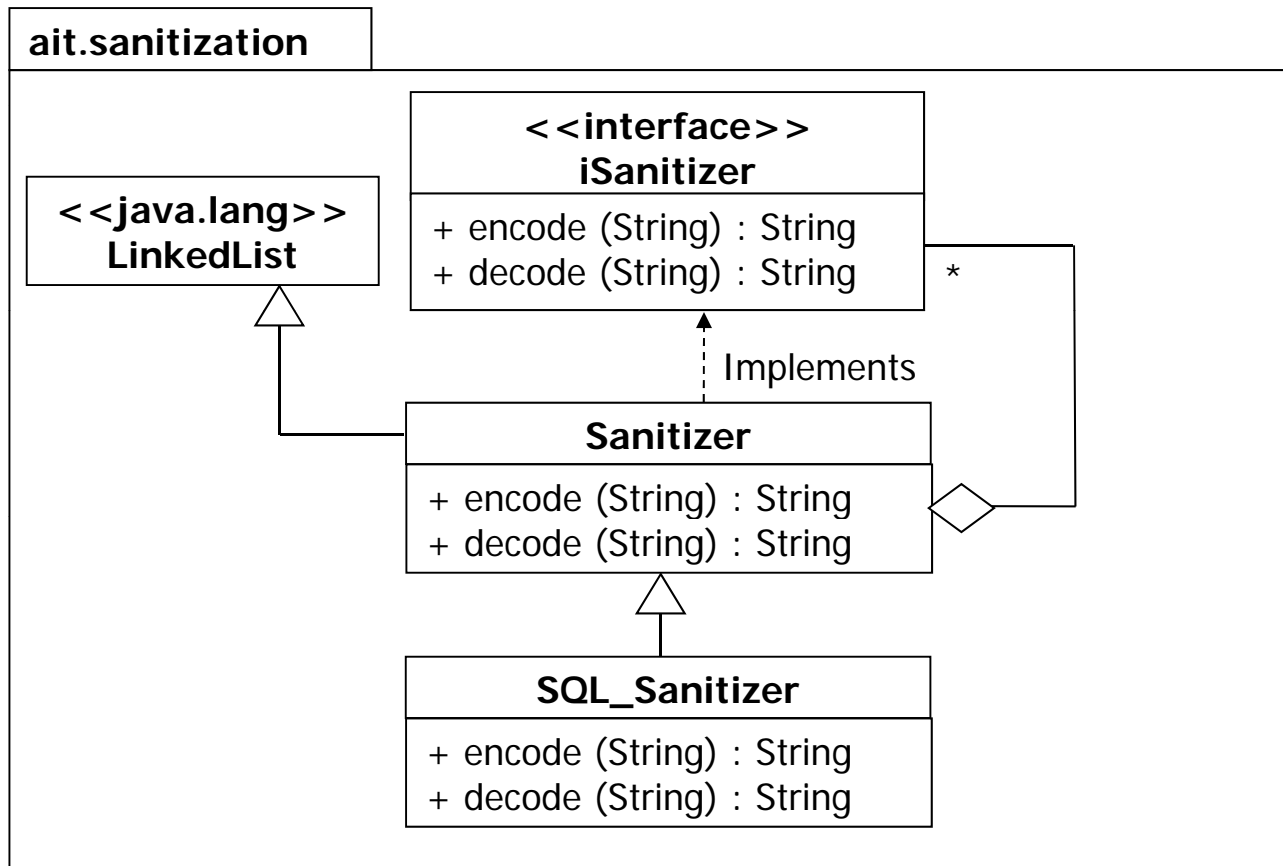 ait.sanitization
<<interface>>
iSanitizer
+ encode (String) : String
+ decode (String) : String
<<java.lang>>
LinkedList
*
Implements
Sanitizer
+ encode (String) : String
+ decode (String) : String
SQL_Sanitizer
+ encode (String) : String
+ decode (String) : String